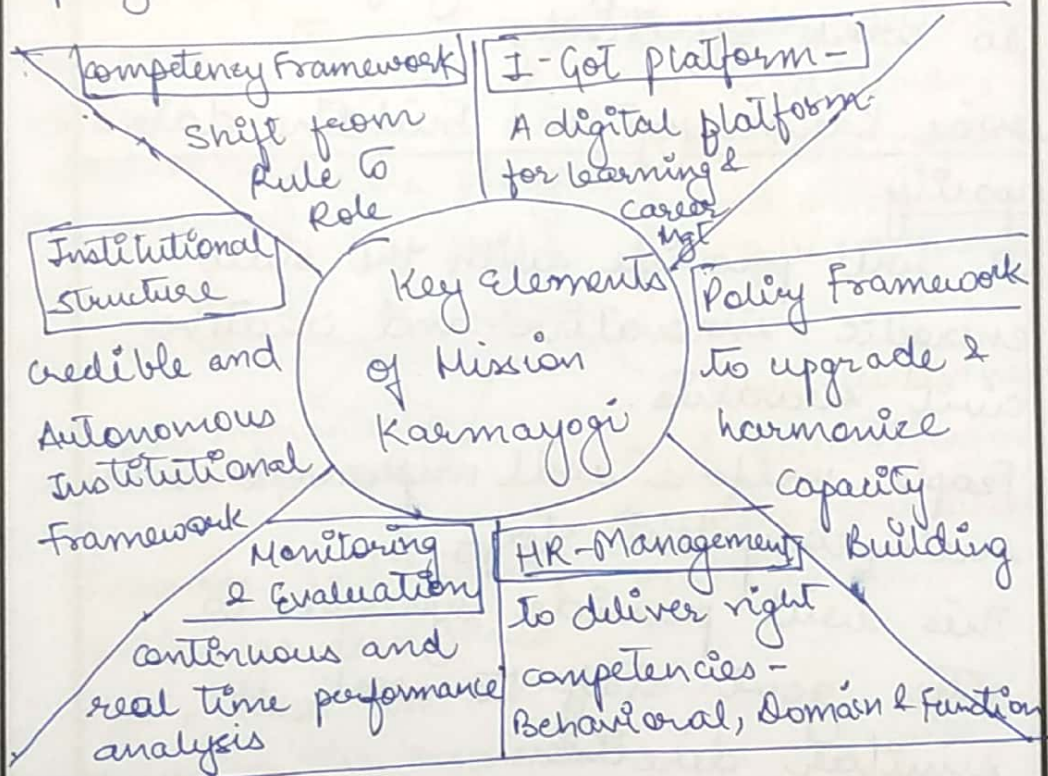 Competency Framework
Shift from
Rule to
Role
I-GOT platform-
A digital platform
for learning &
career
Mgt
Institutional
Structure
credible and
Autonomous
Institutional
Framework
Key Elements
of Mission
Karmayogi
Policy Framework
to upgrade &
harmonize
capacity
Building
Monitoring
& Evaluation
continuous and
real time performance
analysis
HR-Management
to deliver right
competencies-
Behavioral, Domain & Function